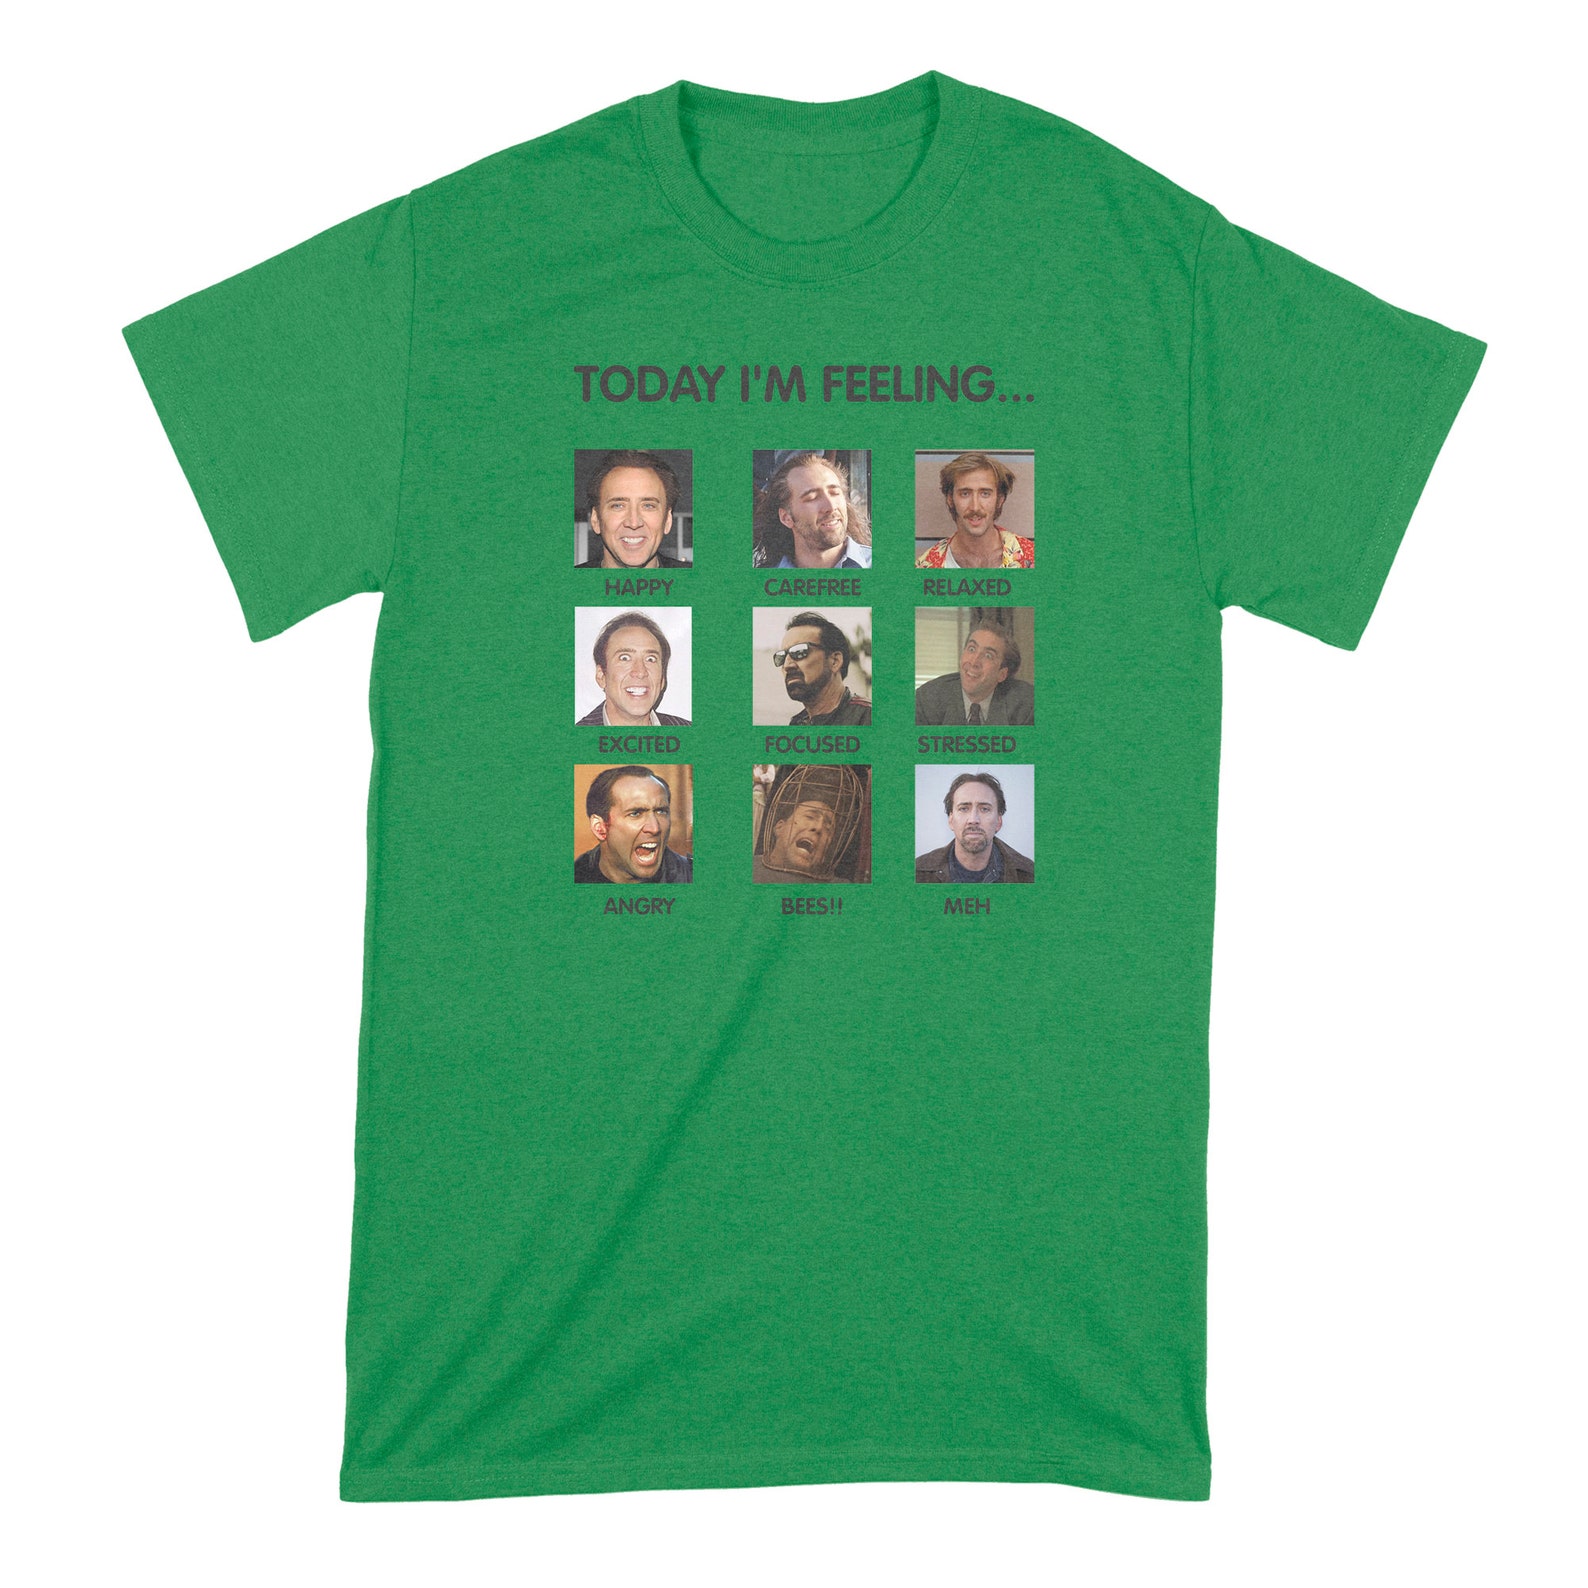 TODAY I'M FEELING...
HAPPY CAREFREE RELAXED
EXCITED FOCUSED STRESSED
ANGRY BEES!! MEH